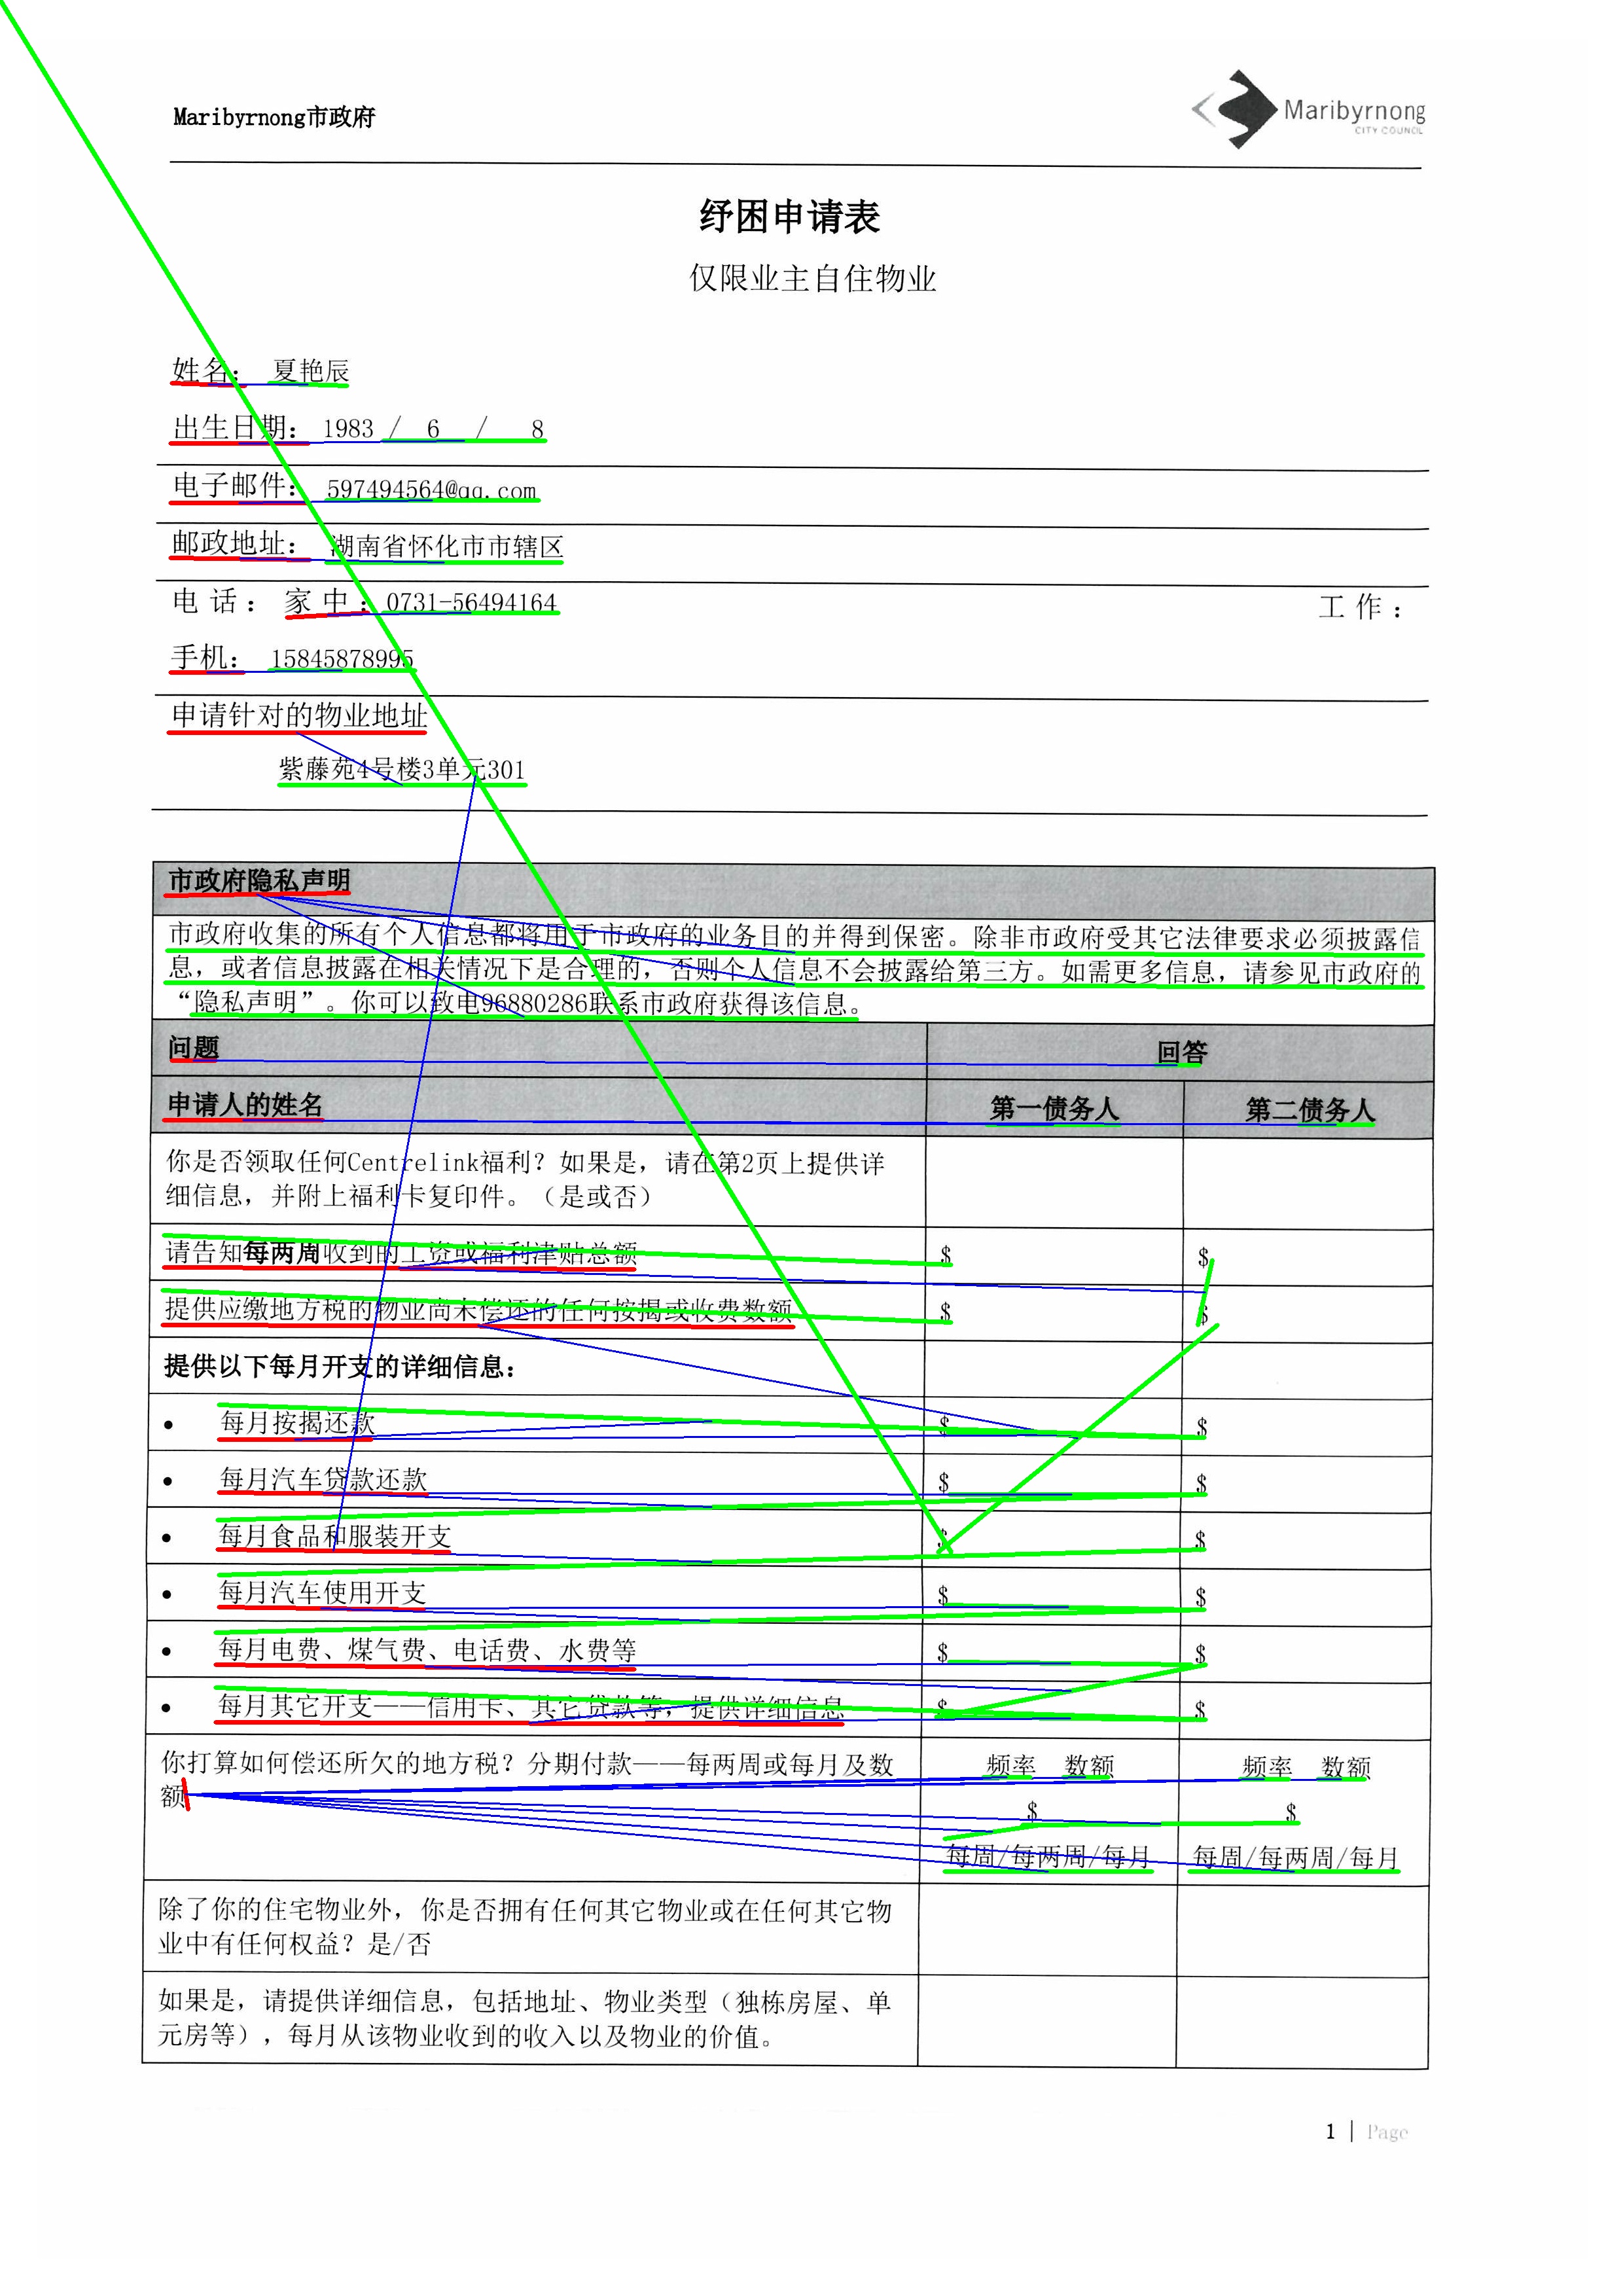 Maribyrnong市政府
Maribyrnong
CITY COUNCIL
纾困申请表
仅限业主自住物业
姓名： 夏艳辰
出生日期： 1983 / 6 / 8
电子邮件： 597494564@qq.com
邮政地址： 湖南省怀化市市辖区
电话：家中：0731-56494164 工作：
手机： 15845878995
申请针对的物业地址
紫藤苑4号楼3单元301
市政府隐私声明
市政府收集的所有个人信息都将用于市政府的业务目的并得到保密。除非市政府受其它法律要求必须披露信
息，或者信息披露在相关情况下是合理的，否则个人信息不会披露给第三方。如需更多信息，请参见市政府的
“隐私声明”。你可以致电96880286联系市政府获得该信息。
问题 回答
申请人的姓名 第一债务人 第二债务人
你是否领取任何Centrelink福利？如果是，请在第2页上提供详
细信息，并附上福利卡复印件。（是或否）
请告知每两周收到的工资或福利津贴总额 $ $
提供应缴地方税的物业尚未偿还的任何按揭或收费数额 $ $
提供以下每月开支的详细信息：
• 每月按揭还款 $ $
• 每月汽车贷款还款 $ $
• 每月食品和服装开支 $ $
• 每月汽车使用开支 $ $
• 每月电费、煤气费、电话费、水费等 $ $
• 每月其它开支——信用卡、其它贷款等，提供详细信息 $ $
你打算如何偿还所欠的地方税？分期付款——每两周或每月及数
额
频率 数额 频率 数额
$ $
每周/每两周/每月 每周/每两周/每月
除了你的住宅物业外，你是否拥有任何其它物业或在任何其它物
业中有任何权益？是/否
如果是，请提供详细信息，包括地址、物业类型（独栋房屋、单
元房等），每月从该物业收到的收入以及物业的价值。
1 | Page